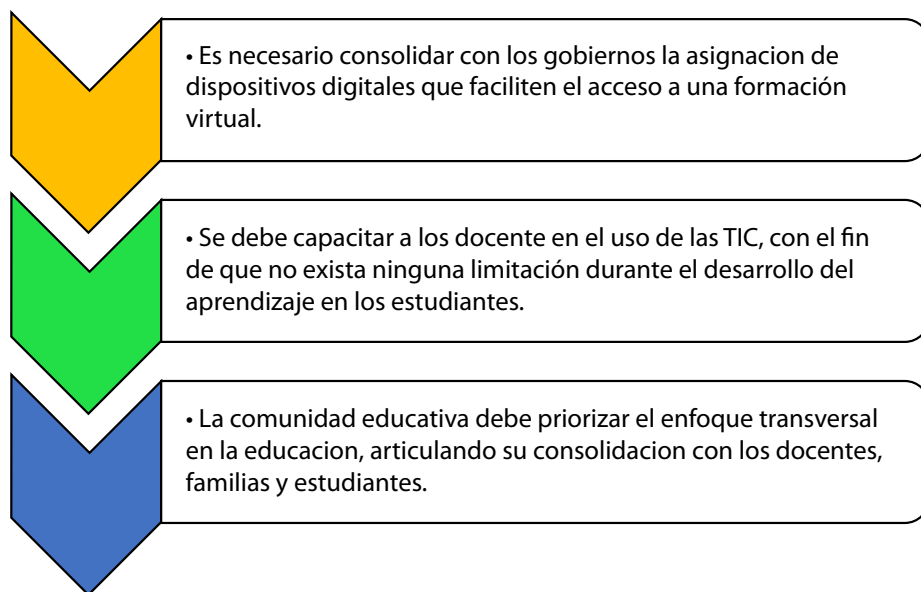 • Es necesario consolidar con los gobiernos la asignacion de
dispositivos digitales que faciliten el acceso a una formación
virtual.
• Se debe capacitar a los docente en el uso de las TIC, con el fin
de que no exista ninguna limitación durante el desarrollo del
aprendizaje en los estudiantes.
• La comunidad educativa debe priorizar el enfoque transversal
en la educacion, articulando su consolidacion con los docentes,
familias y estudiantes.